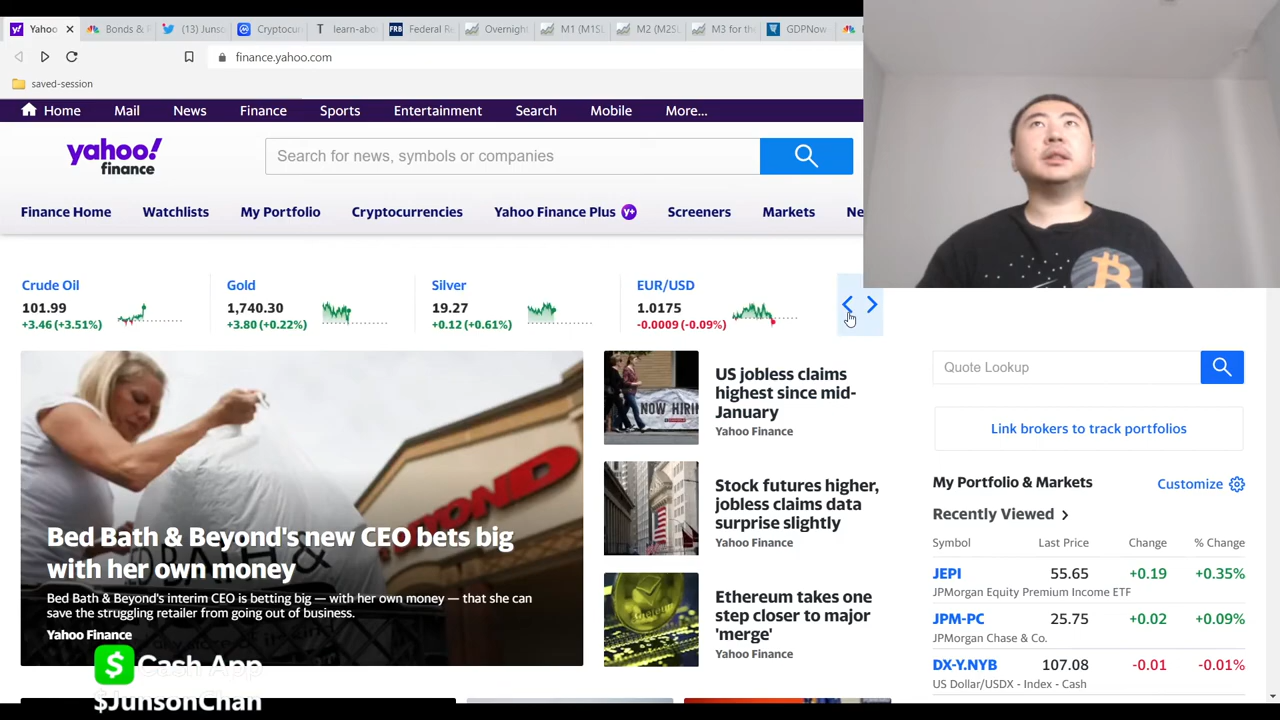 Yahoo
Bonds &
(13) Junso
Cryptocur
learn-abo
FRB
Federal Re
Overnight
M1 (M1SL
M2 (M2SL
M3 for the
GDPNow
finance.yahoo.com
saved-session
Home
Mail
News
Finance
Sports
Entertainment
Search
Mobile
More...
yahoo!
finance
Search for news, symbols or companies
Finance Home
Watchlists
My Portfolio
Cryptocurrencies
Yahoo Finance Plus
Screeners
Markets
Ne
Crude Oil
101.99
+3.46 (+3.51%)
Gold
1,740.30
+3.80 (+0.22%)
Silver
19.27
+0.12 (+0.61%)
EUR/USD
1.0175
-0.0009 (-0.09%)
Bed Bath & Beyond's new CEO bets big
with her own money
Bed Bath & Beyond's interim CEO is betting big — with her own money — that she can
save the struggling retailer from going out of business.
Yahoo Finance
Cash App
$JunsonChan
NOW HIRI
US jobless claims
highest since mid-
January
Yahoo Finance
Stock futures higher,
jobless claims data
surprise slightly
Yahoo Finance
Ethereum takes one
step closer to major
'merge'
Yahoo Finance
Quote Lookup
Link brokers to track portfolios
My Portfolio & Markets
Customize
Recently Viewed
Symbol Last Price Change % Change
JEPI 55.65 +0.19 +0.35%
JPMorgan Equity Premium Income ETF
JPM-PC 25.75 +0.02 +0.09%
JPMorgan Chase & Co.
DX-Y.NYB 107.08 -0.01 -0.01%
US Dollar/USDX - Index - Cash